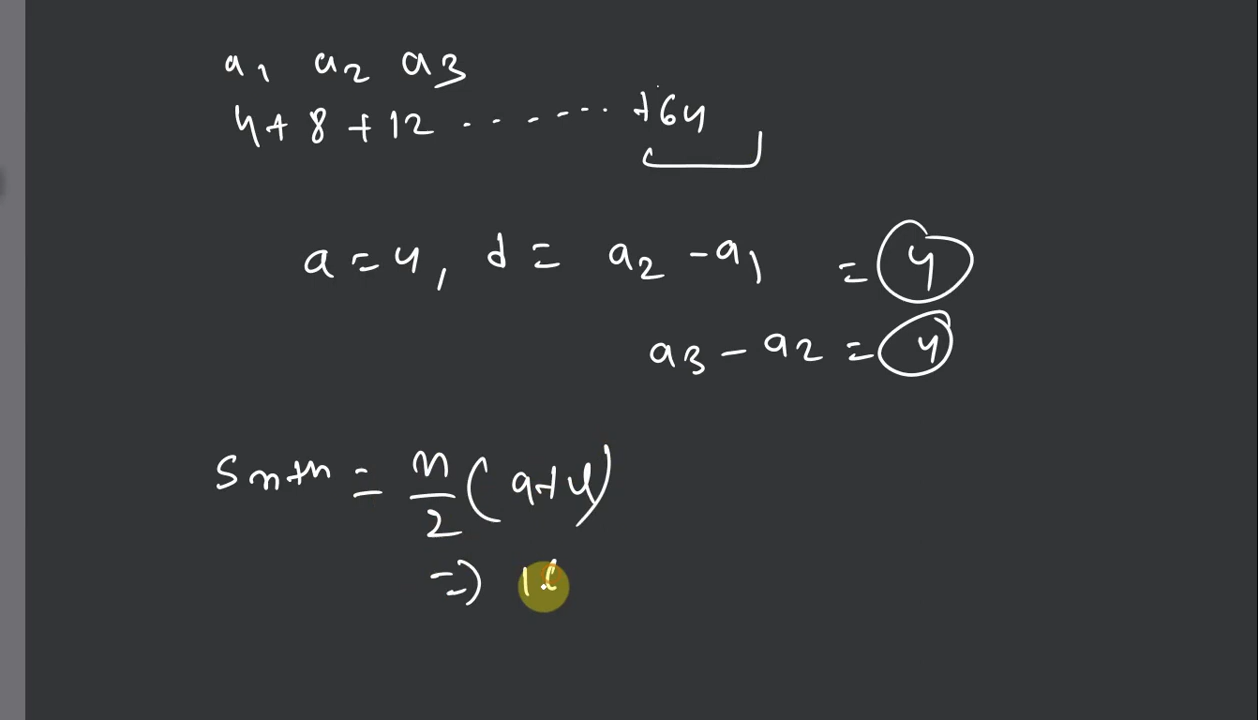 a1 a2 a3
4+ 8 + 12 ....... +64
a = 4, d = a2 - a1 = 4
a3 - a2 = 4
Snth = n/2 (a+l)
=>